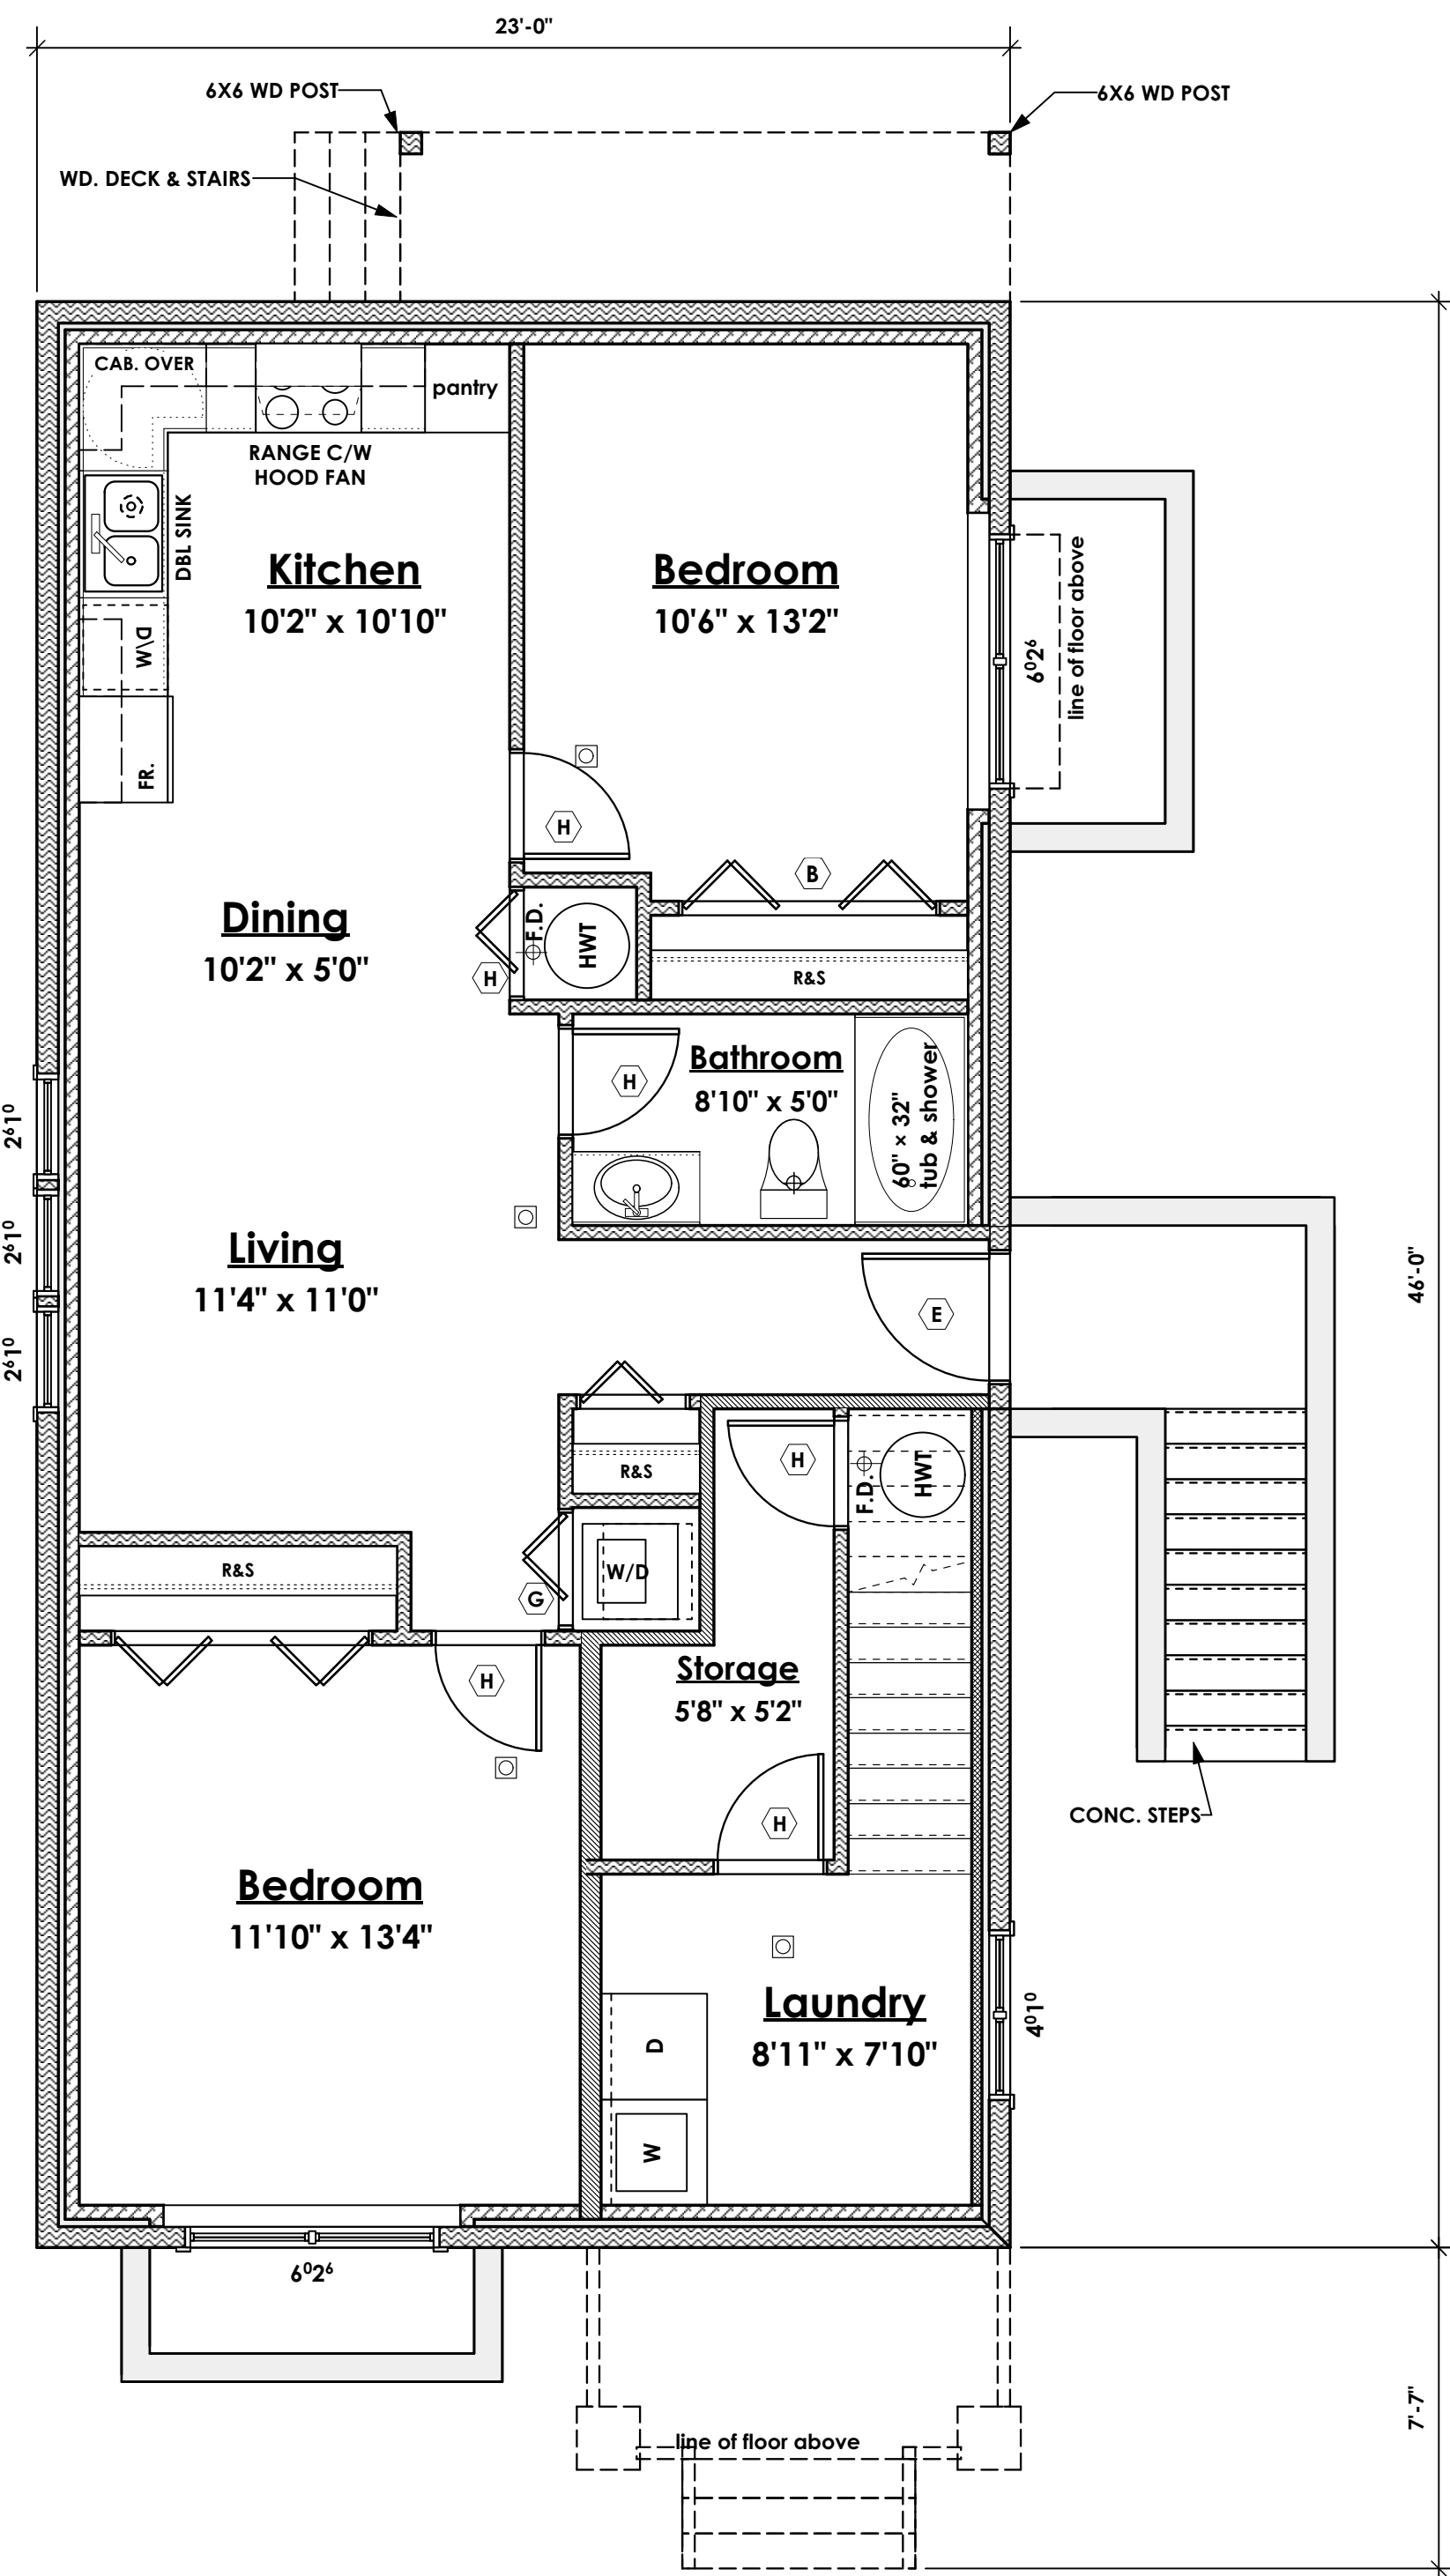 23'-0"
6X6 WD POST
6X6 WD POST
WD. DECK & STAIRS
CAB. OVER
pantry
RANGE C/W
HOOD FAN
DBL SINK
Kitchen
10'2" x 10'10"
Bedroom
10'6" x 13'2"
line of floor above
6⁰2⁶
D\W
FR.
H
B
Dining
10'2" x 5'0"
F.D.
HWT
H
R&S
Bathroom
8'10" x 5'0"
H
60" × 32"
tub & shower
2⁶1⁰
2⁶1⁰
2⁶1⁰
Living
11'4" x 11'0"
E
46'-0"
R&S
H
F.D.
HWT
R&S
W/D
G
H
Storage
5'8" x 5'2"
H
CONC. STEPS
Bedroom
11'10" x 13'4"
Laundry
8'11" x 7'10"
4⁰1⁰
D
W
6⁰2⁶
line of floor above
7'-7"